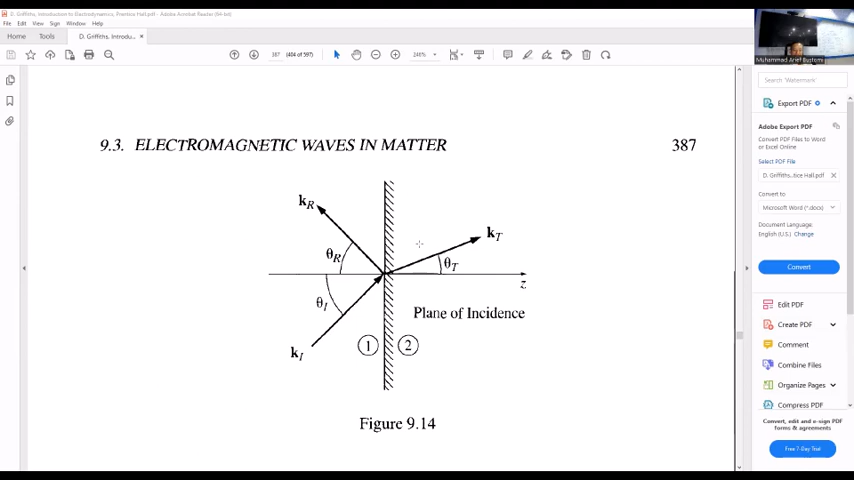 D. Griffiths, Introduction to Electrodynamics, Prentice Hall.pdf - Adobe Acrobat Reader (64-bit)
File Edit View Sign Window Help
Home Tools D. Griffiths, Introdu... ×
387 (404 of 597) 246%
Muhammad Arief Bustomi
Search 'Watermark'
Export PDF
Adobe Export PDF
Convert PDF Files to Word or Excel Online
Select PDF File
D. Griffiths...tice Hall.pdf ×
Convert to
Microsoft Word (*.docx)
Document Language:
English (U.S.) Change
Convert
Edit PDF
Create PDF
Comment
Combine Files
Organize Pages
Compress PDF
Convert, edit and e-sign PDF
forms & agreements
Free 7-Day Trial
9.3. ELECTROMAGNETIC WAVES IN MATTER 387
k_R
k_T
θ_R
θ_T
z
θ_I
Plane of Incidence
k_I
1 2
Figure 9.14